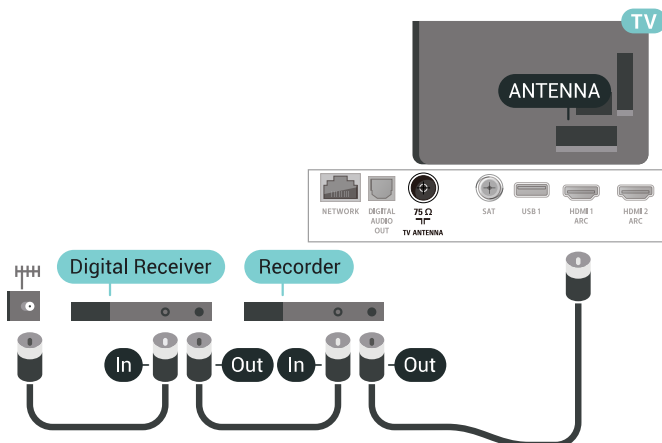 TV
ANTENNA
NETWORK
DIGITAL
AUDIO
OUT
75 Ω
TV ANTENNA
SAT
USB 1
HDMI 1
ARC
HDMI 2
ARC
Digital Receiver
Recorder
In
Out
In
Out